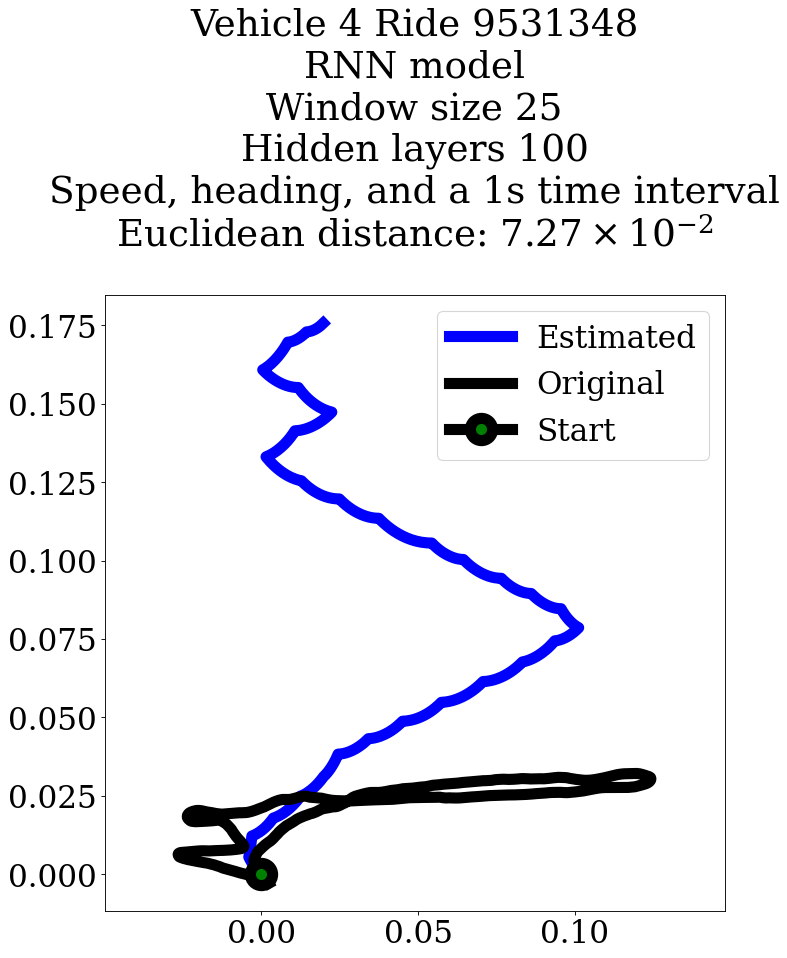 Vehicle 4 Ride 9531348
RNN model
Window size 25
Hidden layers 100
Speed, heading, and a 1s time interval
Euclidean distance: 7.27 × 10⁻²
Estimated
Original
Start
0.175
0.150
0.125
0.100
0.075
0.050
0.025
0.000
0.00 0.05 0.10